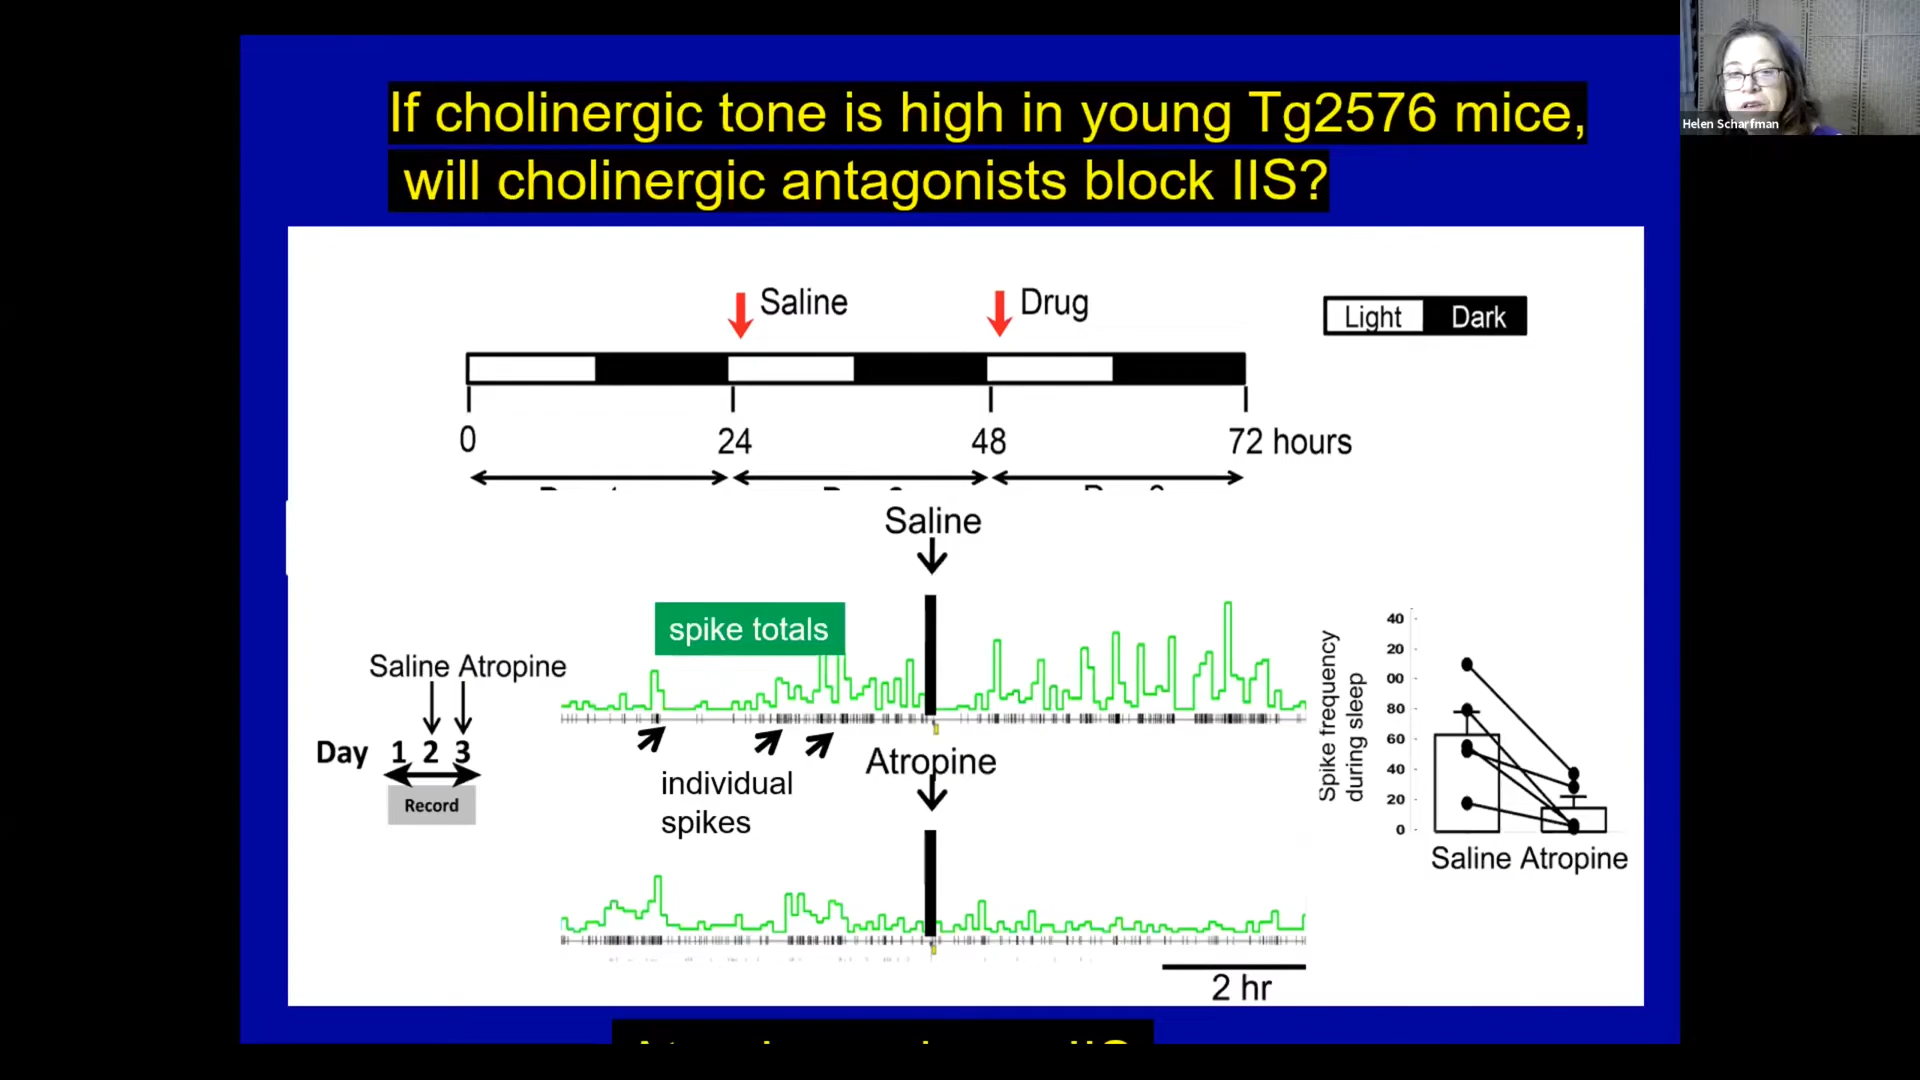 If cholinergic tone is high in young Tg2576 mice,
will cholinergic antagonists block IIS?
Helen Scharfman
Saline
Drug
Light
Dark
0
24
48
72 hours
Saline
spike totals
Saline Atropine
Day 1 2 3
Record
individual
spikes
Atropine
2 hr
Spike frequency
during sleep
40
20
00
80
60
40
20
0
Saline Atropine